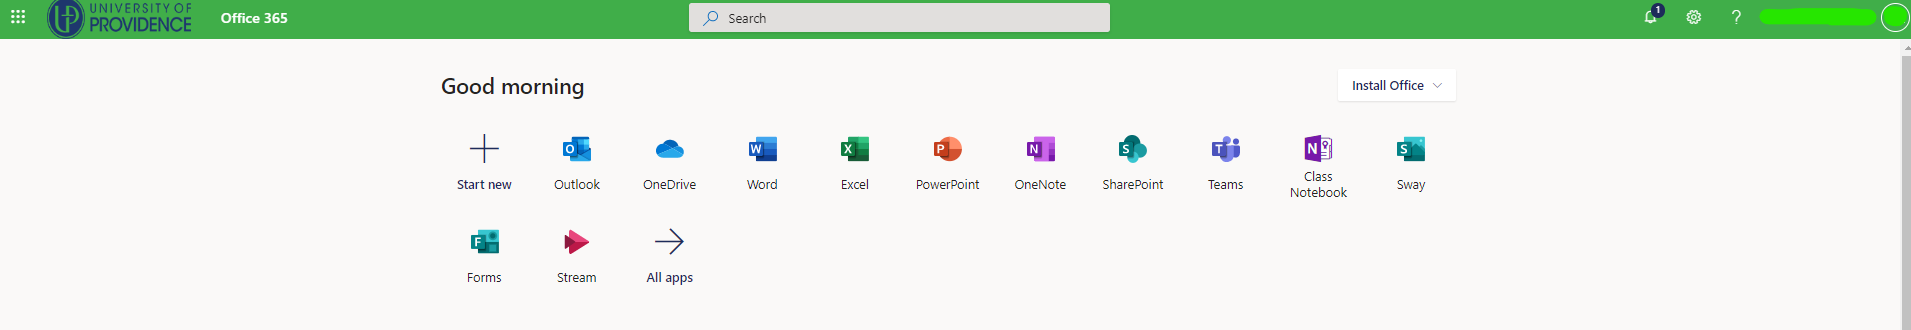 UNIVERSITY OF
PROVIDENCE
Office 365
Search
1
?
Good morning
Install Office
Start new
Outlook
OneDrive
Word
Excel
PowerPoint
OneNote
SharePoint
Teams
Class
Notebook
Sway
Forms
Stream
All apps